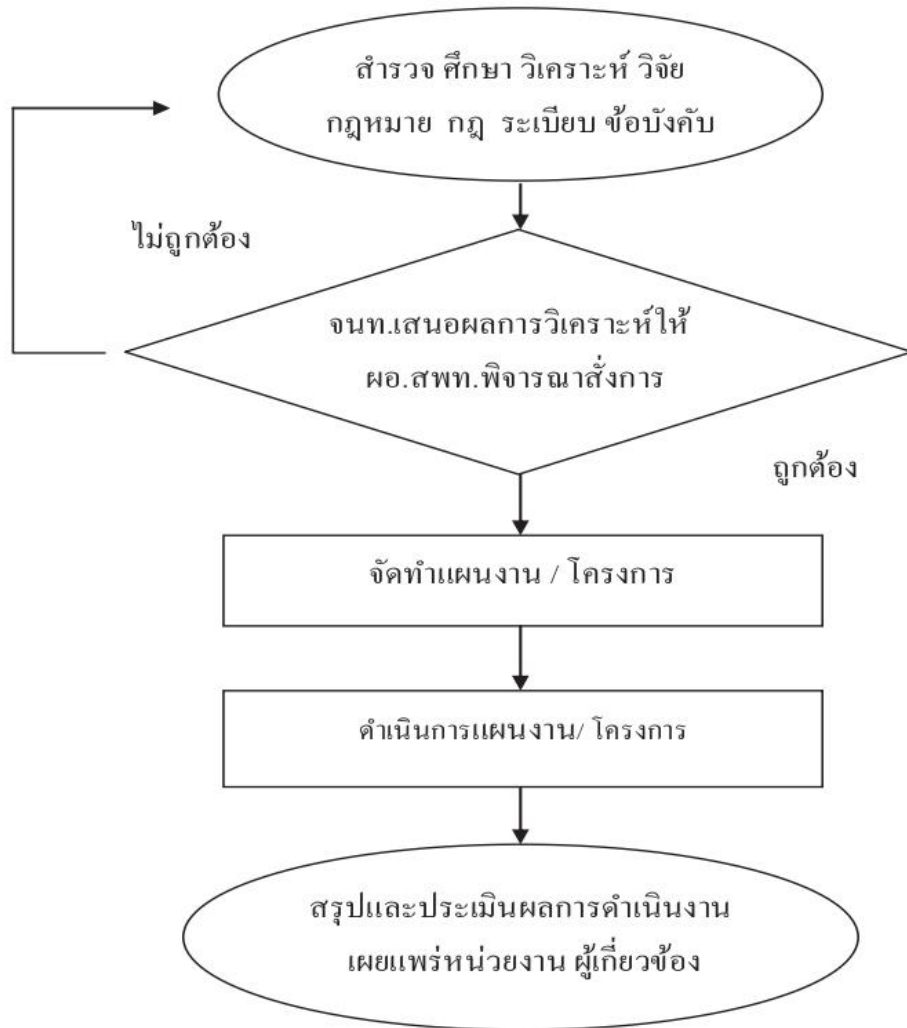 สำรวจ ศึกษา วิเคราะห์ วิจัย
กฎหมาย กฎ ระเบียบ ข้อบังคับ
ไม่ถูกต้อง
จนท.เสนอผลการวิเคราะห์ให้
ผอ.สพท.พิจารณาสั่งการ
ถูกต้อง
จัดทำแผนงาน / โครงการ
ดำเนินการแผนงาน/ โครงการ
สรุปและประเมินผลการดำเนินงาน
เผยแพร่หน่วยงาน ผู้เกี่ยวข้อง